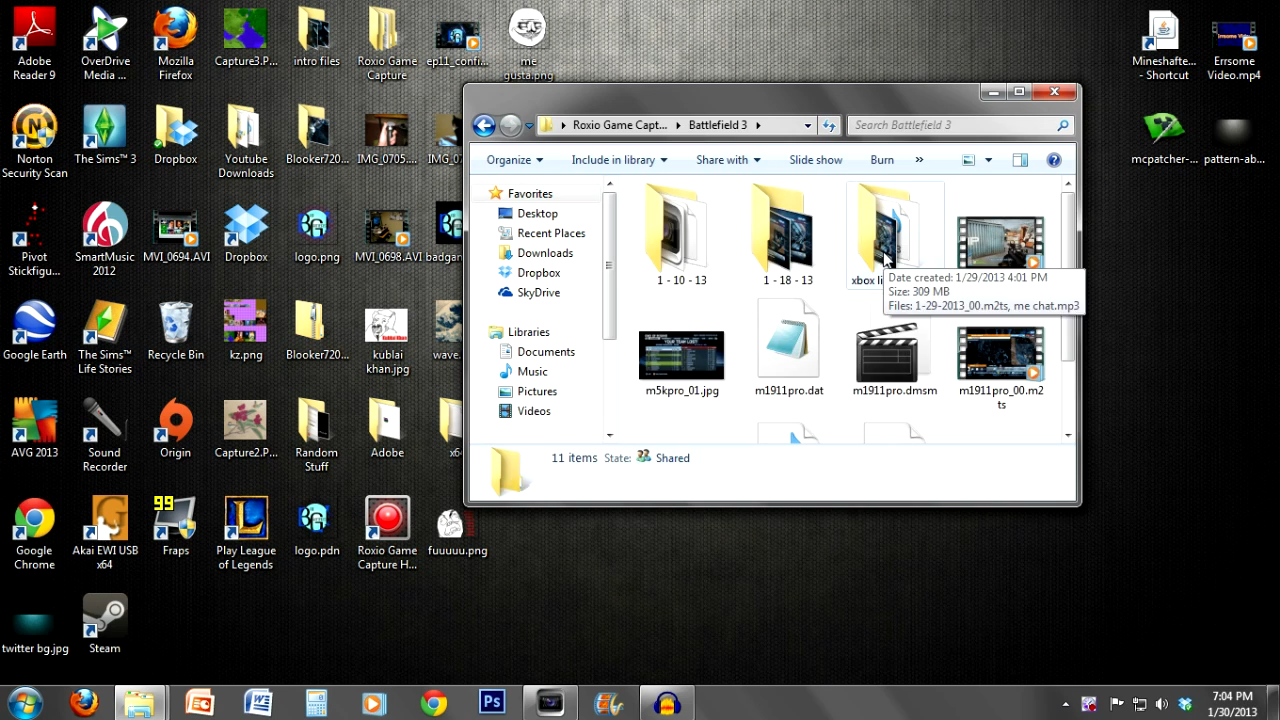 Adobe
Reader 9
OverDrive
Media ...
Mozilla
Firefox
Capture3.P...
intro files
Roxio Game
Capture
ep11_confi...
me
gusta.png
Mineshafte...
- Shortcut
Errsome
Video.mp4
Norton
Security Scan
The Sims™ 3
Dropbox
Youtube
Downloads
Blooker720...
IMG_0705....
IMG_0
mcpatcher-...
pattern-ab...
Pivot
Stickfigu...
SmartMusic
2012
MVI_0694.AVI
Dropbox
logo.png
MVI_0698.AVI
badgar
Google Earth
The Sims™
Life Stories
Recycle Bin
kz.png
Blooker720...
kublai
khan.jpg
wave.
AVG 2013
Sound
Recorder
Origin
Capture2.P...
Random
Stuff
Adobe
x6
Google
Chrome
Akai EWI USB
x64
99
Fraps
Play League
of Legends
logo.pdn
Roxio Game
Capture H...
fuuuuu.png
twitter bg.jpg
Steam
Roxio Game Capt...
Battlefield 3
Search Battlefield 3
Organize
Include in library
Share with
Slide show
Burn
»
Favorites
Desktop
Recent Places
Downloads
Dropbox
SkyDrive
Libraries
Documents
Music
Pictures
Videos
1 - 10 - 13
1 - 18 - 13
xbox li
Date created: 1/29/2013 4:01 PM
Size: 309 MB
Files: 1-29-2013_00.m2ts, me chat.mp3
m5kpro_01.jpg
m1911pro.dat
m1911pro.dmsm
m1911pro_00.m2
ts
11 items State: Shared
Ps
7:04 PM
1/30/2013